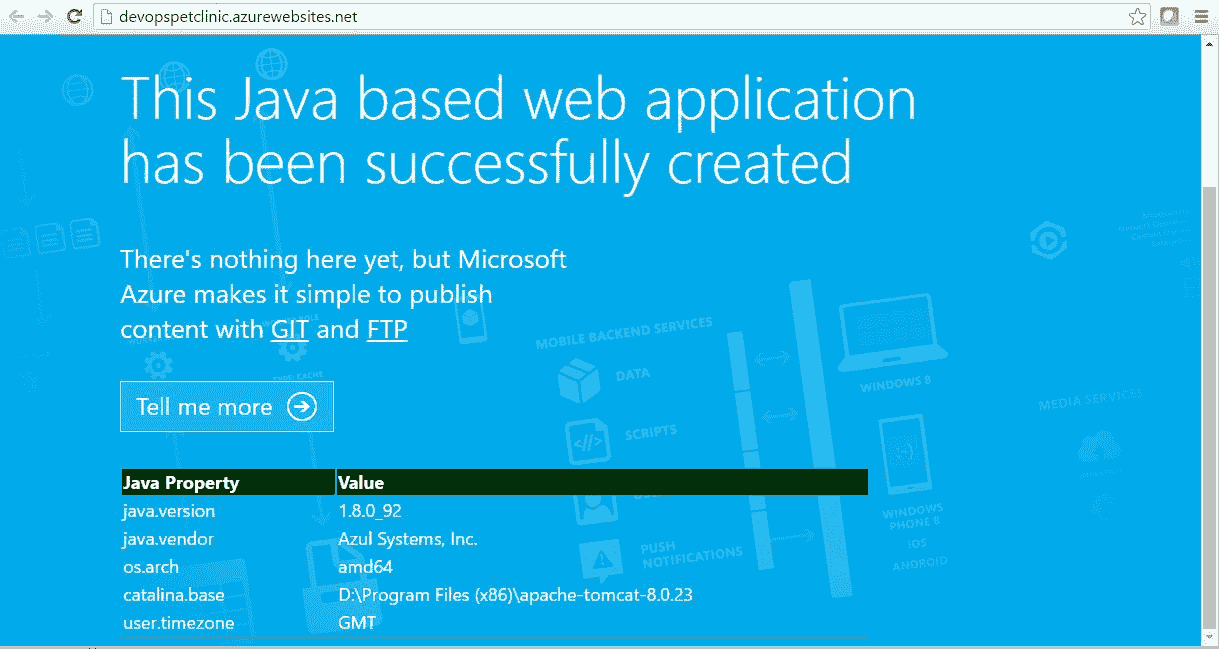 devopspetclinic.azurewebsites.net
This Java based web application
has been successfully created
There's nothing here yet, but Microsoft
Azure makes it simple to publish
content with GIT and FTP
Tell me more
MOBILE BACKEND SERVICES
DATA
SCRIPTS
PUSH
NOTIFICATIONS
WINDOWS 8
MEDIA SERVICES
WINDOWS
PHONE 8
IOS
ANDROID
Java Property Value
java.version 1.8.0_92
java.vendor Azul Systems, Inc.
os.arch amd64
catalina.base D:\Program Files (x86)\apache-tomcat-8.0.23
user.timezone GMT